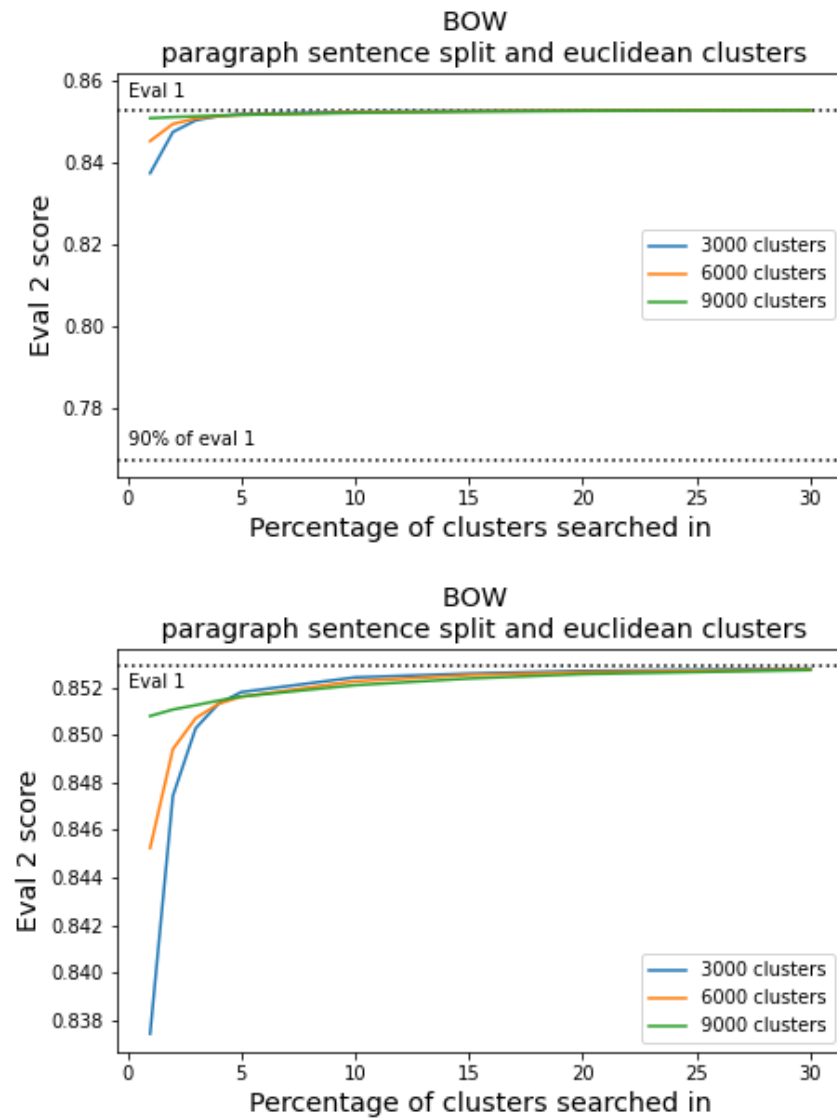 BOW
paragraph sentence split and euclidean clusters
0.86
Eval 1
0.84
0.82
0.80
0.78
Eval 2 score
3000 clusters
6000 clusters
9000 clusters
90% of eval 1
0 5 10 15 20 25 30
Percentage of clusters searched in
BOW
paragraph sentence split and euclidean clusters
Eval 1
0.852
0.850
0.848
0.846
0.844
0.842
0.840
0.838
Eval 2 score
3000 clusters
6000 clusters
9000 clusters
0 5 10 15 20 25 30
Percentage of clusters searched in